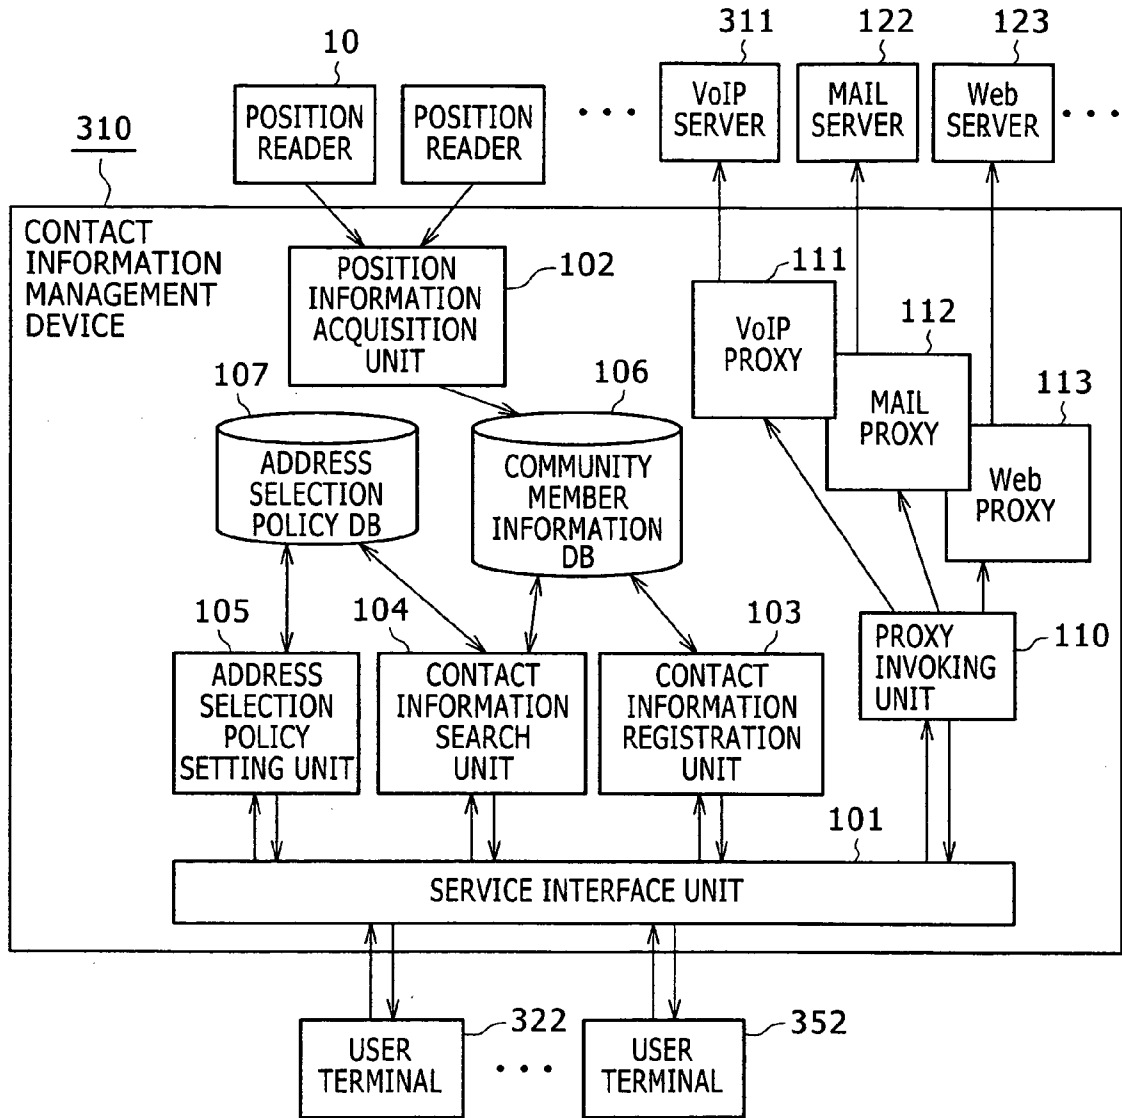 311
122
123
10
POSITION
READER
POSITION
READER
• • •
VoIP
SERVER
MAIL
SERVER
Web
SERVER
• • •
310
CONTACT
INFORMATION
MANAGEMENT
DEVICE
POSITION
INFORMATION
ACQUISITION
UNIT
102
111
VoIP
PROXY
112
MAIL
PROXY
113
Web
PROXY
107
ADDRESS
SELECTION
POLICY DB
106
COMMUNITY
MEMBER
INFORMATION
DB
105
ADDRESS
SELECTION
POLICY
SETTING UNIT
104
CONTACT
INFORMATION
SEARCH
UNIT
103
CONTACT
INFORMATION
REGISTRATION
UNIT
PROXY
INVOKING
UNIT
110
101
SERVICE INTERFACE UNIT
USER
TERMINAL
322
• • •
USER
TERMINAL
352